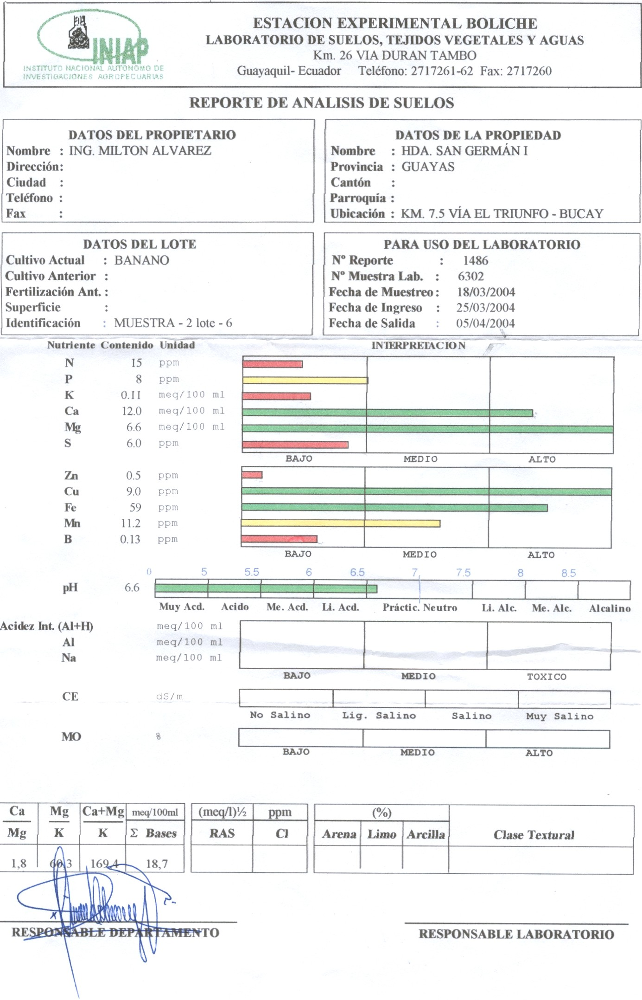 INIAP
INSTITUTO NACIONAL AUTONOMO DE
INVESTIGACIONES AGROPECUARIAS
ESTACION EXPERIMENTAL BOLICHE
LABORATORIO DE SUELOS, TEJIDOS VEGETALES Y AGUAS
Km. 26 VIA DURAN TAMBO
Guayaquil- Ecuador Teléfono: 2717261-62 Fax: 2717260
REPORTE DE ANALISIS DE SUELOS
DATOS DEL PROPIETARIO
Nombre : ING. MILTON ALVAREZ
Dirección:
Ciudad :
Teléfono :
Fax :
DATOS DE LA PROPIEDAD
Nombre : HDA. SAN GERMÁN I
Provincia : GUAYAS
Cantón :
Parroquia :
Ubicación : KM. 7.5 VÍA EL TRIUNFO - BUCAY
DATOS DEL LOTE
Cultivo Actual : BANANO
Cultivo Anterior :
Fertilización Ant. :
Superficie :
Identificación : MUESTRA - 2 lote - 6
PARA USO DEL LABORATORIO
Nº Reporte : 1486
Nº Muestra Lab. : 6302
Fecha de Muestreo : 18/03/2004
Fecha de Ingreso : 25/03/2004
Fecha de Salida : 05/04/2004
Nutriente Contenido Unidad INTERPRETACION
N 15 ppm
P 8 ppm
K 0.11 meq/100 ml
Ca 12.0 meq/100 ml
Mg 6.6 meq/100 ml
S 6.0 ppm
BAJO MEDIO ALTO
Zn 0.5 ppm
Cu 9.0 ppm
Fe 59 ppm
Mn 11.2 ppm
B 0.13 ppm
BAJO MEDIO ALTO
0 5 5.5 6 6.5 7 7.5 8 8.5
pH 6.6
Muy Acd. Acido Me. Acd. Li. Acd. Práctic. Neutro Li. Alc. Me. Alc. Alcalino
Acidez Int. (Al+H) meq/100 ml
Al meq/100 ml
Na meq/100 ml
BAJO MEDIO TOXICO
CE dS/m
No Salino Lig. Salino Salino Muy Salino
MO %
BAJO MEDIO ALTO
Ca Mg Ca+Mg meq/100ml (meq/l)½ ppm (%)
Mg K K Σ Bases RAS Cl Arena Limo Arcilla Clase Textural
1,8 60,3 169,4 18,7
RESPONSABLE DEPARTAMENTO
RESPONSABLE LABORATORIO